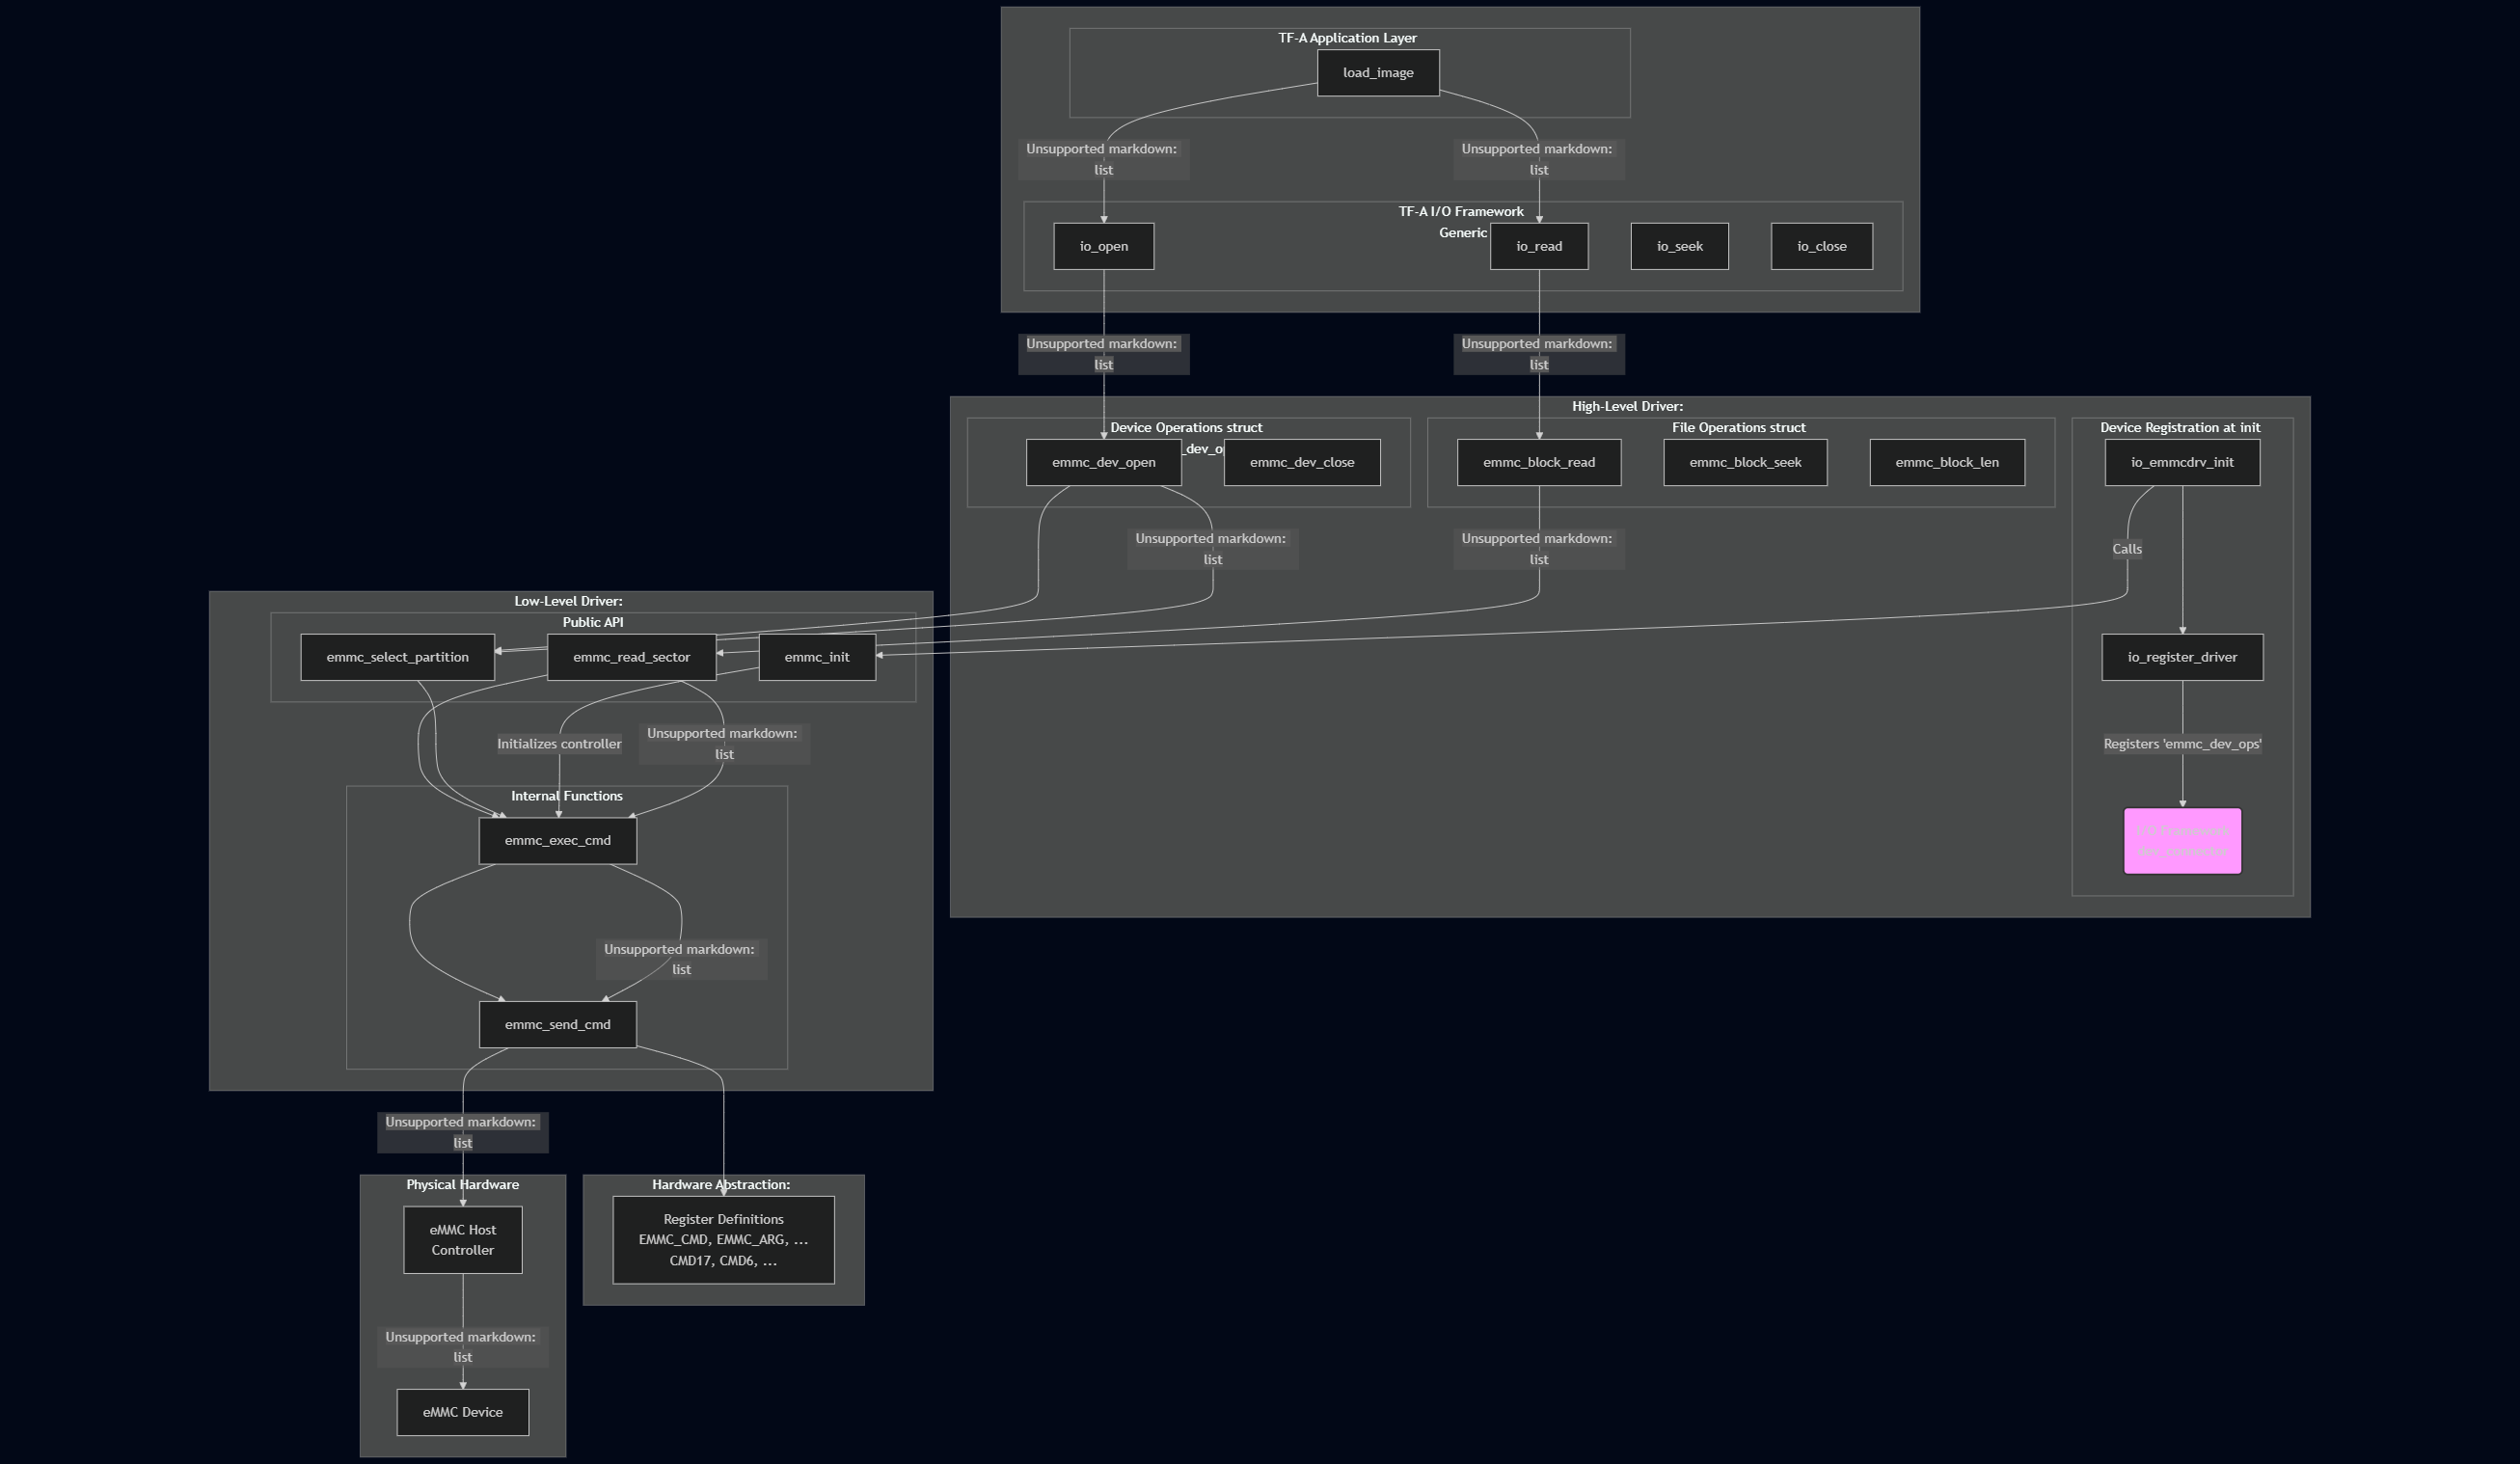 TF-A Application Layer
load_image
Unsupported markdown:
list
Unsupported markdown:
list
TF-A I/O Framework
Generic
io_open
io_read
io_seek
io_close
Unsupported markdown:
list
Unsupported markdown:
list
High-Level Driver:
Device Operations struct
emmc_dev_open
emmc_dev_close
File Operations struct
emmc_block_read
emmc_block_seek
emmc_block_len
Device Registration at init
io_emmcdrv_init
Unsupported markdown:
list
Unsupported markdown:
list
Calls
Low-Level Driver:
Public API
emmc_select_partition
emmc_read_sector
emmc_init
io_register_driver
Initializes controller
Unsupported markdown:
list
Registers 'emmc_dev_ops'
Internal Functions
emmc_exec_cmd
I/O Framework
dev_connector
Unsupported markdown:
list
emmc_send_cmd
Unsupported markdown:
list
Physical Hardware
eMMC Host
Controller
Unsupported markdown:
list
eMMC Device
Hardware Abstraction:
Register Definitions
EMMC_CMD, EMMC_ARG, ...
CMD17, CMD6, ...